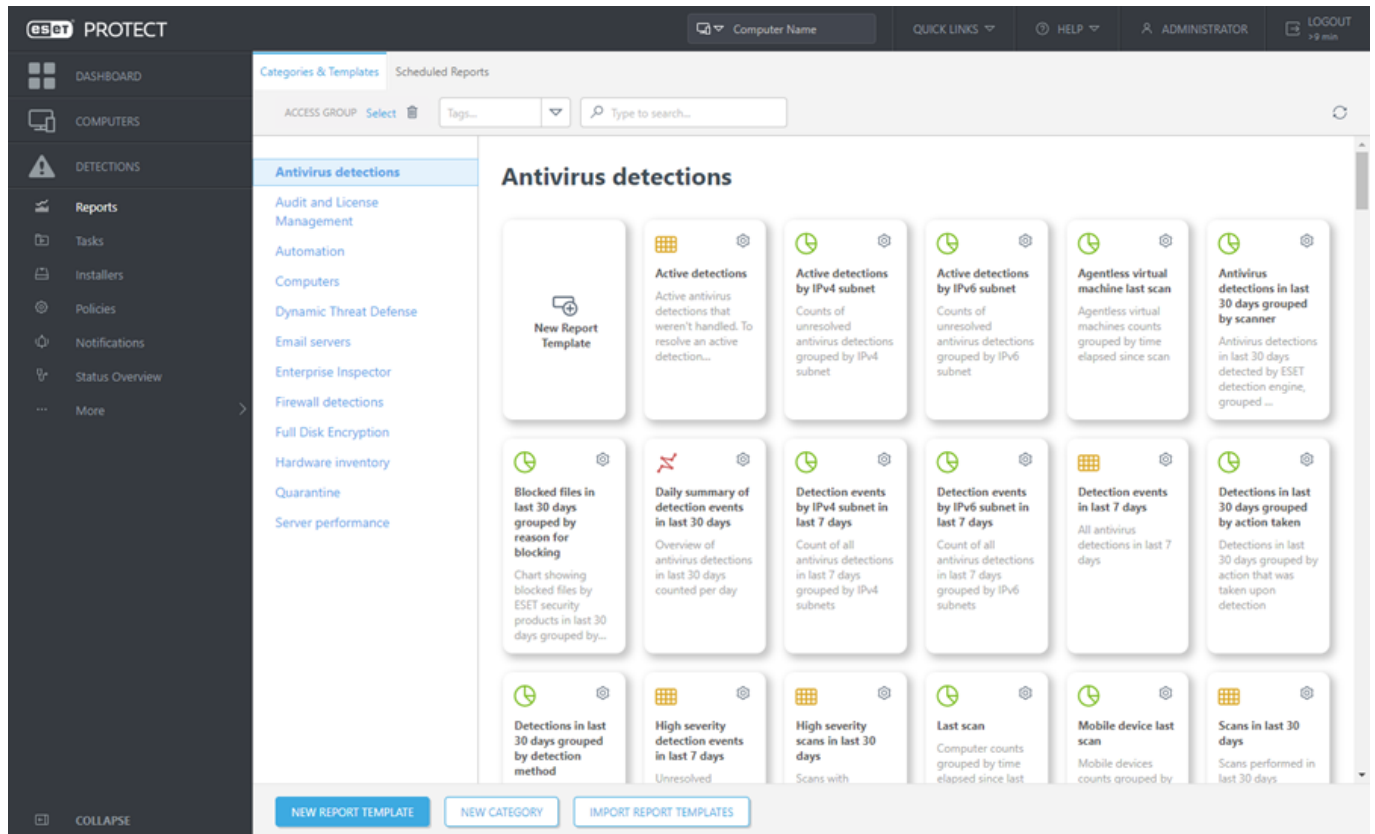 eset PROTECT
Computer Name
QUICK LINKS
HELP
ADMINISTRATOR
LOGOUT
>9 min
DASHBOARD
COMPUTERS
DETECTIONS
Reports
Tasks
Installers
Policies
Notifications
Status Overview
More
COLLAPSE
Categories & Templates
Scheduled Reports
ACCESS GROUP Select
Tags...
Type to search...
Antivirus detections
Audit and License
Management
Automation
Computers
Dynamic Threat Defense
Email servers
Enterprise Inspector
Firewall detections
Full Disk Encryption
Hardware inventory
Quarantine
Server performance
Antivirus detections
New Report
Template
Active detections
Active antivirus
detections that
weren't handled. To
resolve an active
detection...
Active detections
by IPv4 subnet
Counts of
unresolved
antivirus detections
grouped by IPv4
subnet
Active detections
by IPv6 subnet
Counts of
unresolved
antivirus detections
grouped by IPv6
subnet
Agentless virtual
machine last scan
Agentless virtual
machines counts
grouped by time
elapsed since scan
Antivirus
detections in last
30 days grouped
by scanner
Antivirus detections
in last 30 days
detected by ESET
detection engine,
grouped ...
Blocked files in
last 30 days
grouped by
reason for
blocking
Chart showing
blocked files by
ESET security
products in last 30
days grouped by...
Daily summary of
detection events
in last 30 days
Overview of
antivirus detections
in last 30 days
counted per day
Detection events
by IPv4 subnet in
last 7 days
Count of all
antivirus detections
in last 7 days
grouped by IPv4
subnets
Detection events
by IPv6 subnet in
last 7 days
Count of all
antivirus detections
in last 7 days
grouped by IPv6
subnets
Detection events
in last 7 days
All antivirus
detections in last 7
days
Detections in last
30 days grouped
by action taken
Detections in last
30 days grouped by
action that was
taken upon
detection
Detections in last
30 days grouped
by detection
method
High severity
detection events
in last 7 days
Unresolved
High severity
scans in last 30
days
Scans with
Last scan
Computer counts
grouped by time
elapsed since last
Mobile device last
scan
Mobile devices
counts grouped by
Scans in last 30
days
Scans performed in
last 30 days
NEW REPORT TEMPLATE
NEW CATEGORY
IMPORT REPORT TEMPLATES